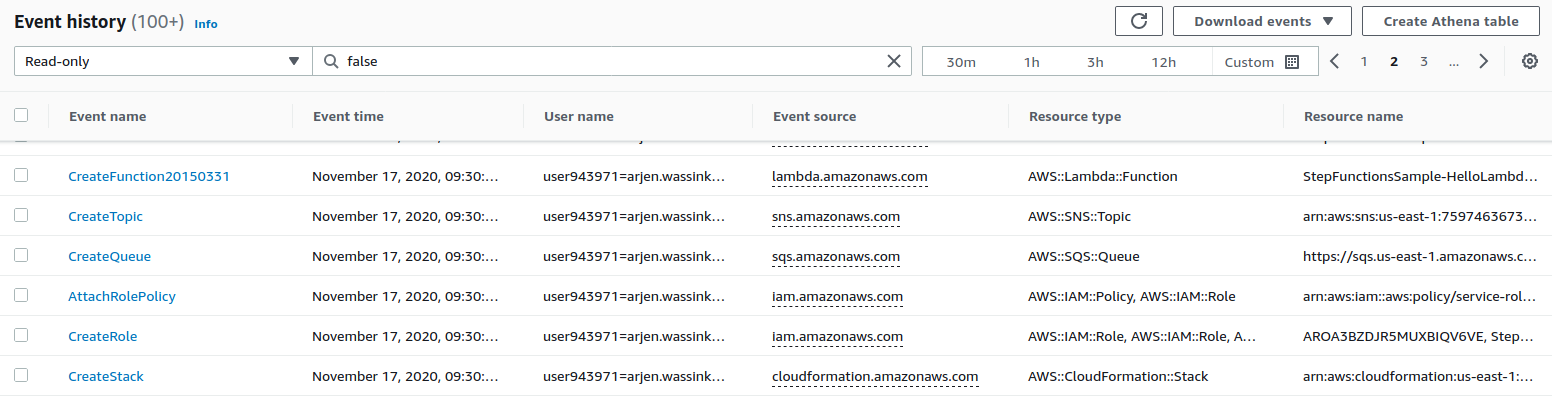 Event history (100+) Info Download events Create Athena table
Read-only false 30m 1h 3h 12h Custom 1 2 3 ...
Event name Event time User name Event source Resource type Resource name
CreateFunction20150331 November 17, 2020, 09:30:... user943971=arjen.wassink... lambda.amazonaws.com AWS::Lambda::Function StepFunctionsSample-HelloLambd...
CreateTopic November 17, 2020, 09:30:... user943971=arjen.wassink... sns.amazonaws.com AWS::SNS::Topic arn:aws:sns:us-east-1:7597463673...
CreateQueue November 17, 2020, 09:30:... user943971=arjen.wassink... sqs.amazonaws.com AWS::SQS::Queue https://sqs.us-east-1.amazonaws.c...
AttachRolePolicy November 17, 2020, 09:30:... user943971=arjen.wassink... iam.amazonaws.com AWS::IAM::Policy, AWS::IAM::Role arn:aws:iam::aws:policy/service-rol...
CreateRole November 17, 2020, 09:30:... user943971=arjen.wassink... iam.amazonaws.com AWS::IAM::Role, AWS::IAM::Role, A... AROA3BZDJR5MUXBIQV6VE, Step...
CreateStack November 17, 2020, 09:30:... user943971=arjen.wassink... cloudformation.amazonaws.com AWS::CloudFormation::Stack arn:aws:cloudformation:us-east-1:...